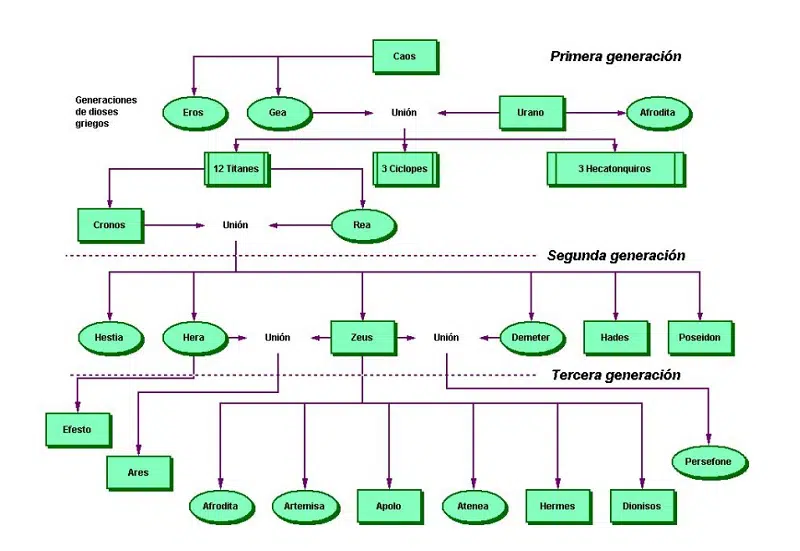 Caos
Primera generación
Generaciones
de dioses
griegos
Eros
Gea
Unión
Urano
Afrodita
12 Titanes
3 Ciclopes
3 Hecatonquiros
Cronos
Unión
Rea
Segunda generación
Hestia
Hera
Unión
Zeus
Unión
Demeter
Hades
Poseidon
Tercera generación
Efesto
Ares
Persefone
Afrodita
Artemisa
Apolo
Atenea
Hermes
Dionisos